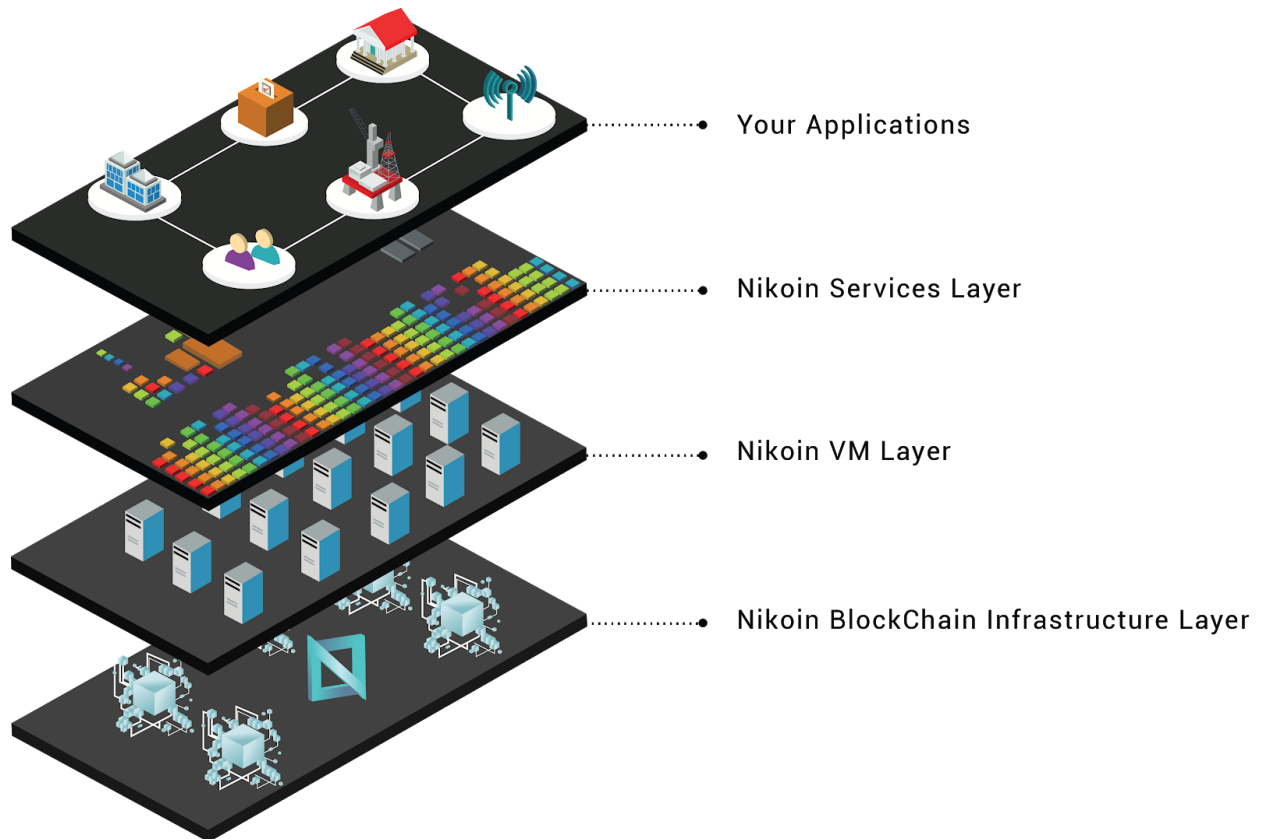 Your Applications
Nikoin Services Layer
Nikoin VM Layer
Nikoin BlockChain Infrastructure Layer